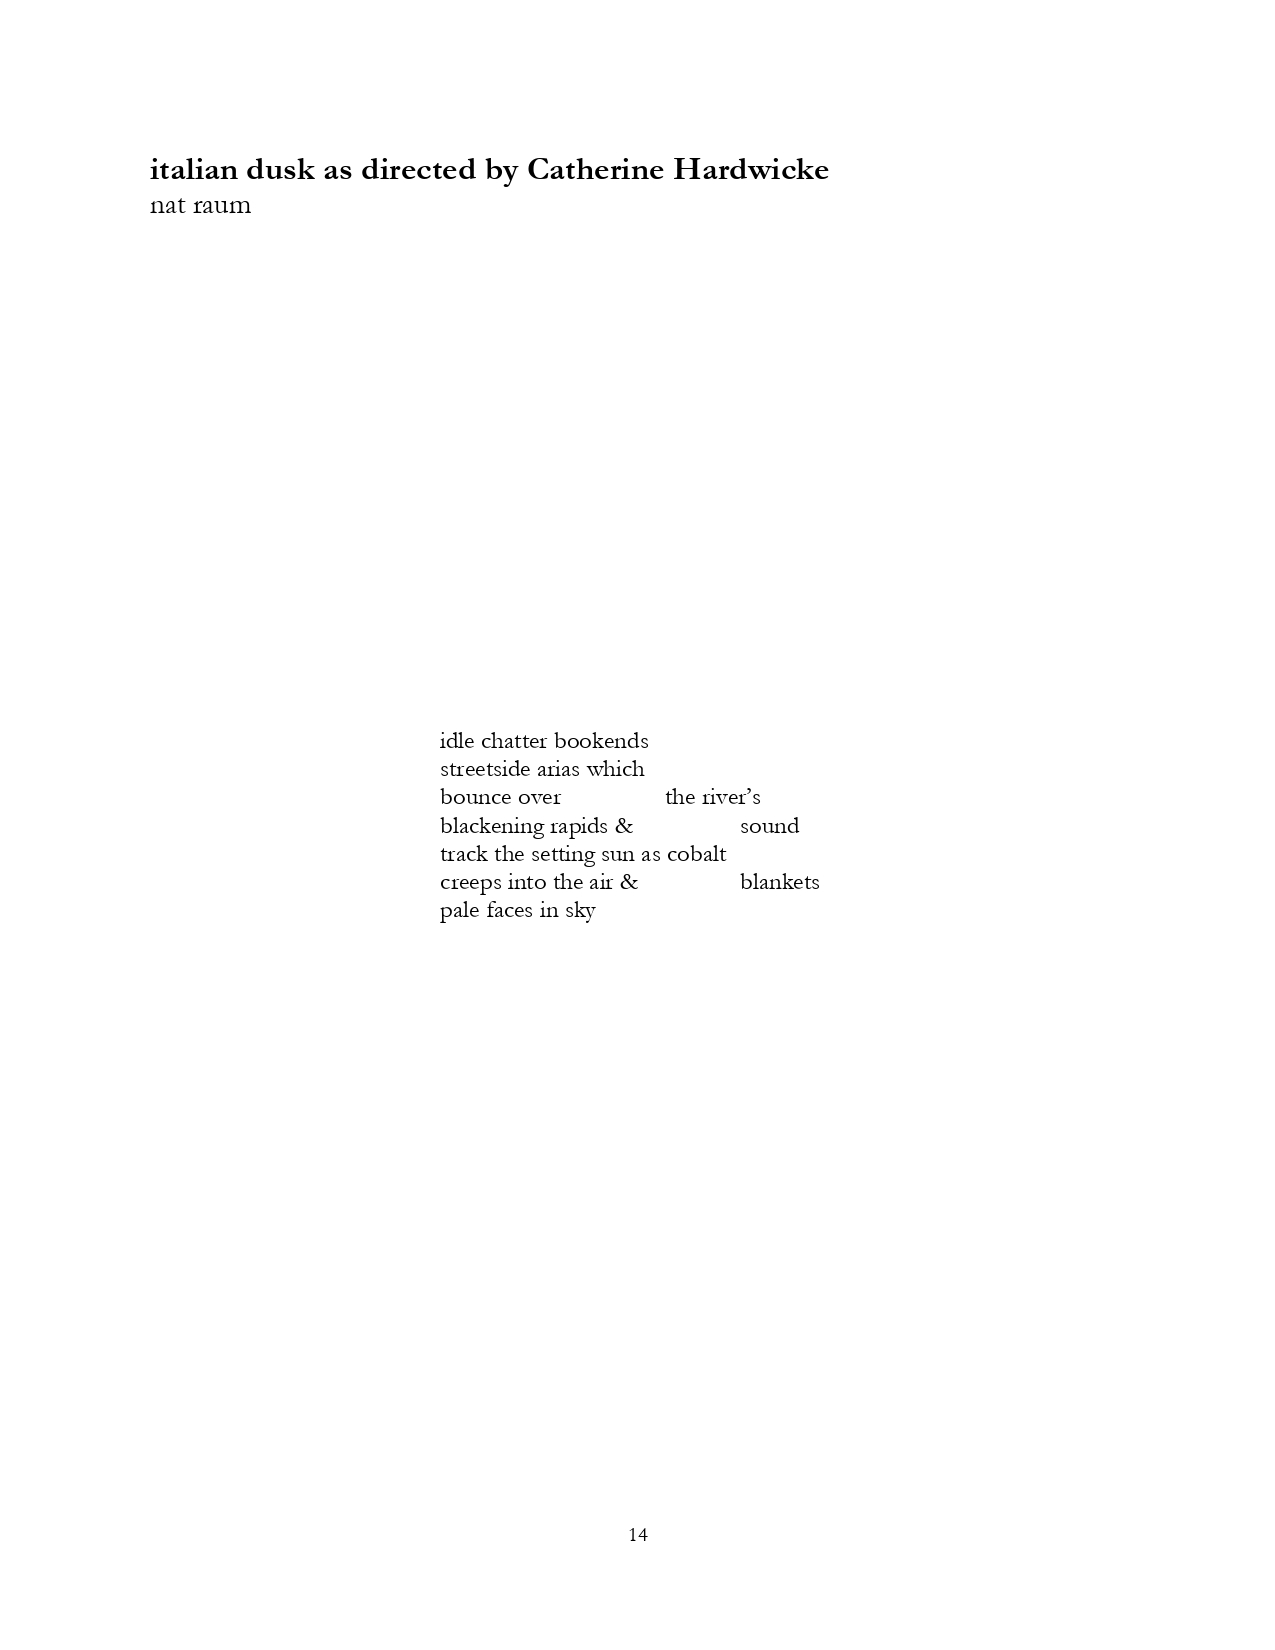 italian dusk as directed by Catherine Hardwicke
nat raum
idle chatter bookends
streetside arias which
bounce over the river’s
blackening rapids & sound
track the setting sun as cobalt
creeps into the air & blankets
pale faces in sky
14